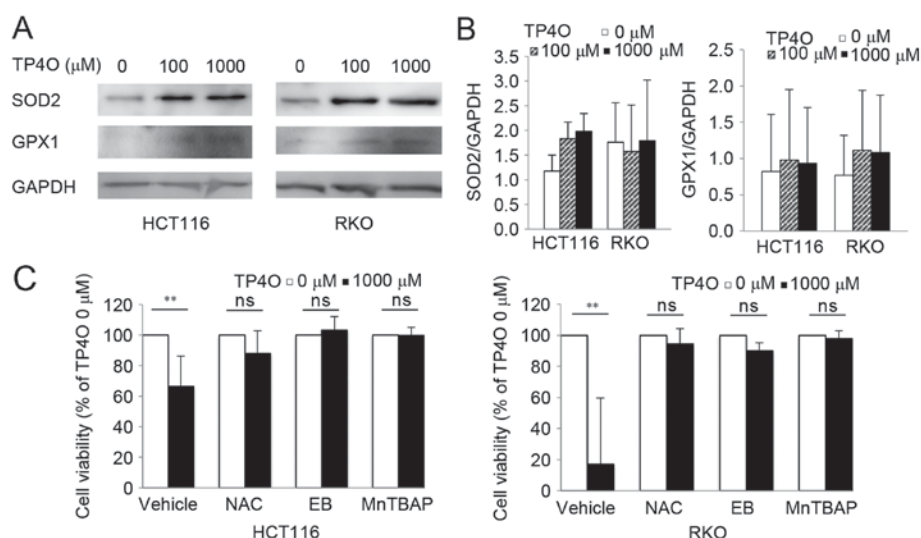 A
TP4O (μM) 0 100 1000 0 100 1000
SOD2
GPX1
GAPDH
HCT116 RKO
B
TP4O □ 0 μM
100 μM ■ 1000 μM
SOD2/GAPDH
3.5
3.0
2.5
2.0
1.5
1.0
0.5
0.0
HCT116 RKO
TP4O □ 0 μM
100 μM ■ 1000 μM
GPX1/GAPDH
2.5
2.0
1.5
1.0
0.5
0.0
HCT116 RKO
C
TP4O □ 0 μM ■ 1000 μM
Cell viability (% of TP4O 0 μM)
120
100
80
60
40
20
0
** ns ns ns
Vehicle NAC EB MnTBAP
HCT116
TP4O □ 0 μM ■ 1000 μM
Cell viability (% of TP4O 0 μM)
120
100
80
60
40
20
0
** ns ns ns
Vehicle NAC EB MnTBAP
RKO